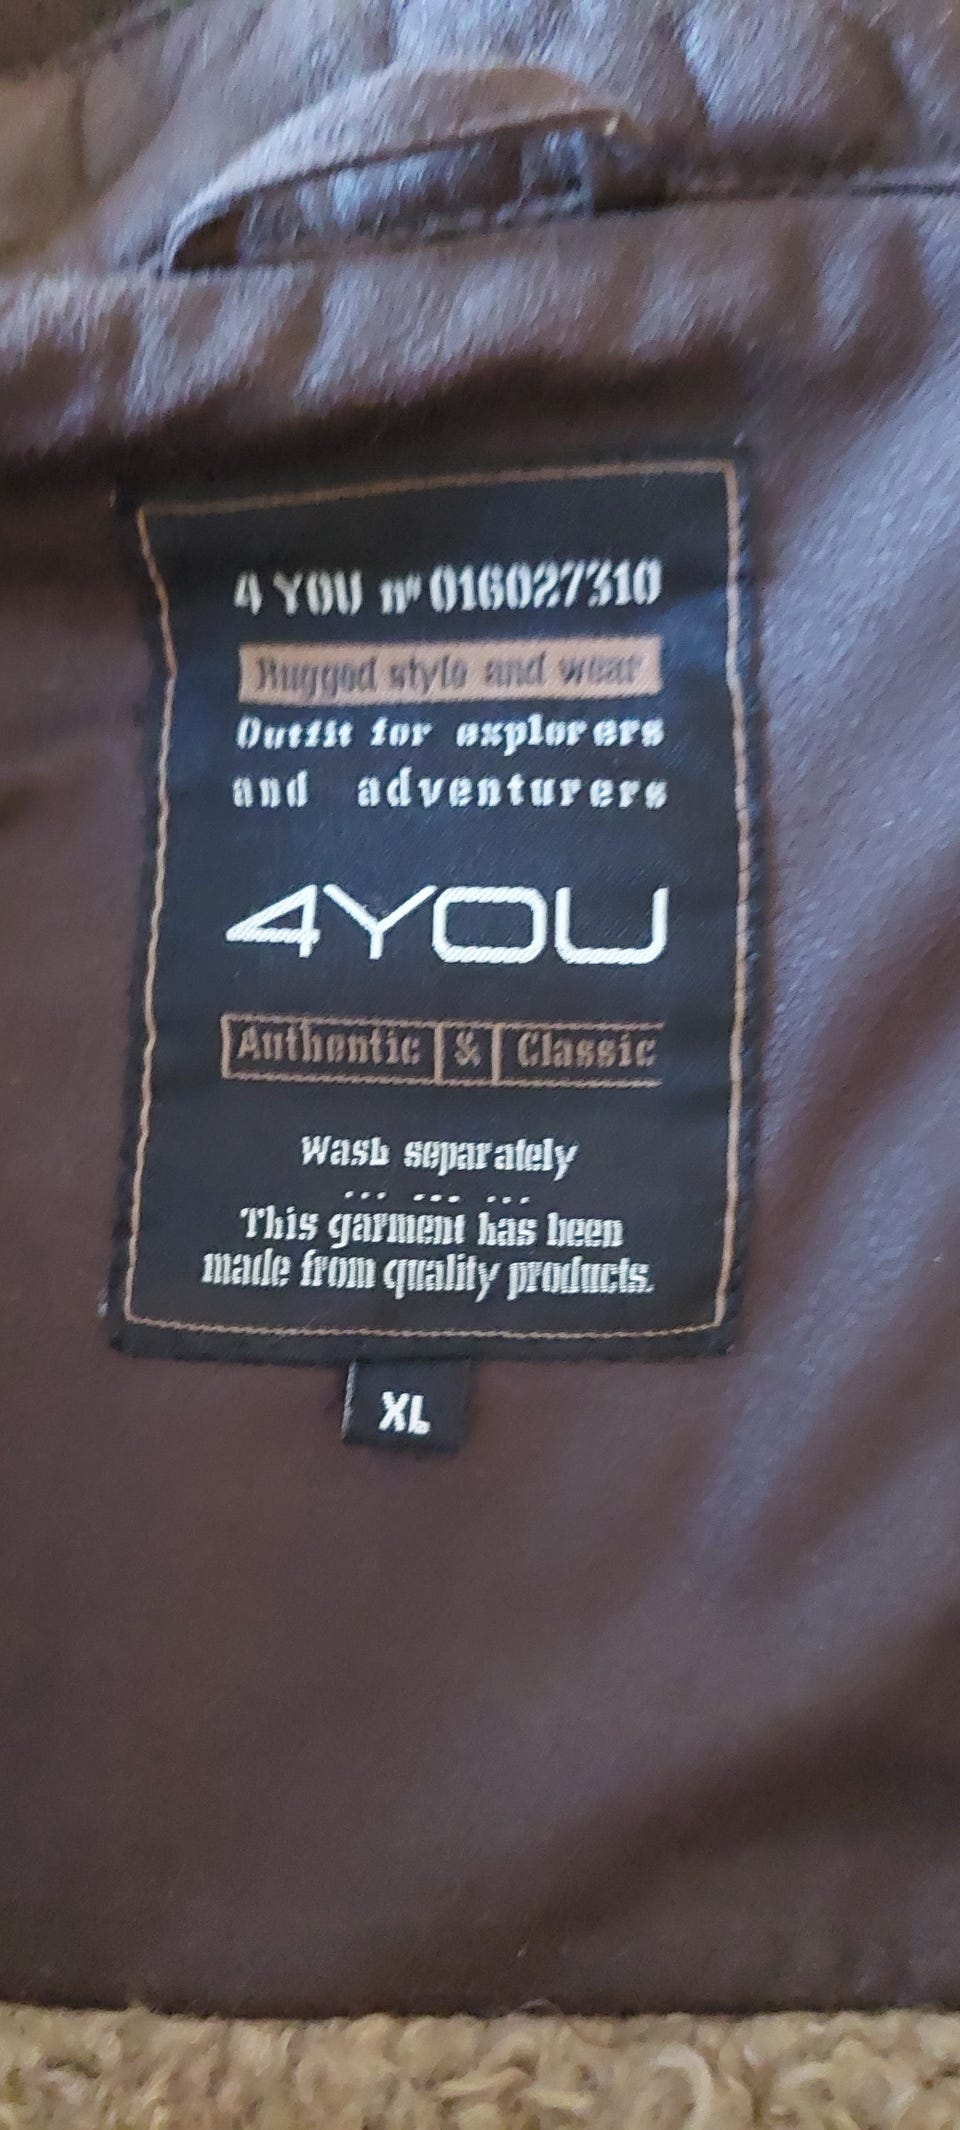 4 YOU nº 016027310
Rugged style and wear
Outfit for explorers
and adventurers
4YOU
Authentic & Classic
Wash separately
... ... ...
This garment has been
made from quality products.
XL